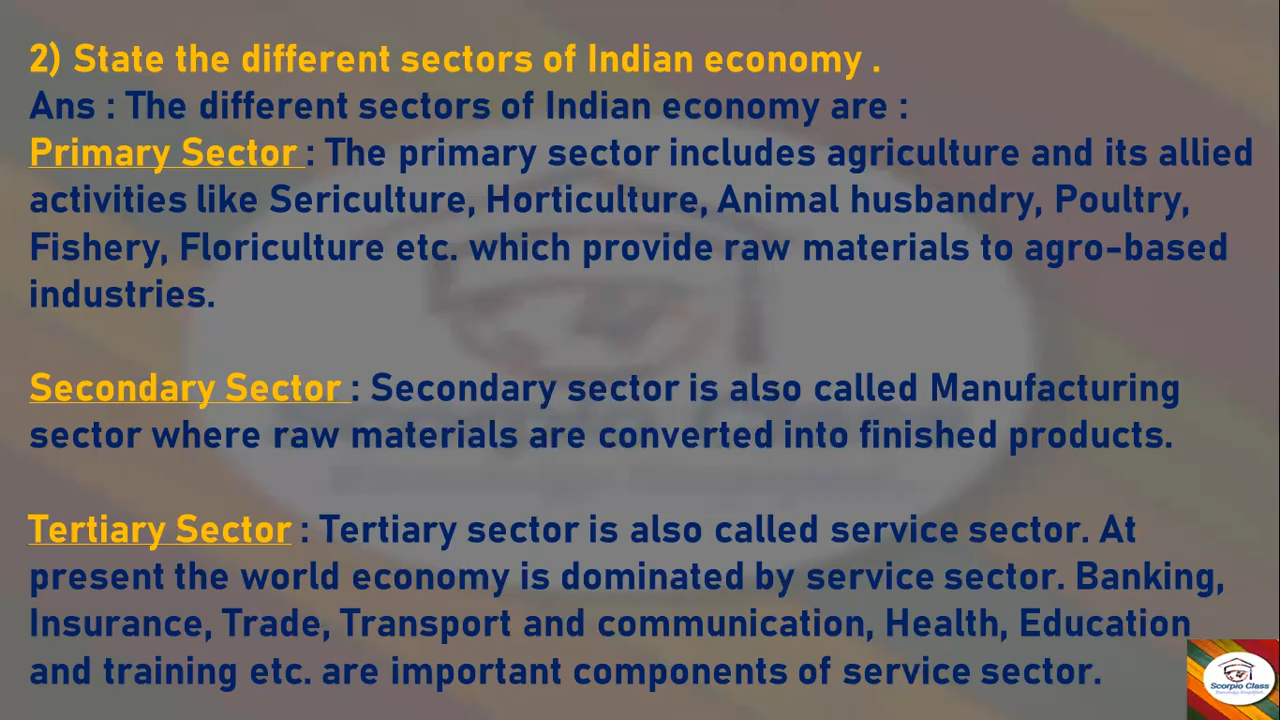 2) State the different sectors of Indian economy .
Ans : The different sectors of Indian economy are :
Primary Sector : The primary sector includes agriculture and its allied
activities like Sericulture, Horticulture, Animal husbandry, Poultry,
Fishery, Floriculture etc. which provide raw materials to agro-based
industries.
Secondary Sector : Secondary sector is also called Manufacturing
sector where raw materials are converted into finished products.
Tertiary Sector : Tertiary sector is also called service sector. At
present the world economy is dominated by service sector. Banking,
Insurance, Trade, Transport and communication, Health, Education
and training etc. are important components of service sector.
Scorpio Class